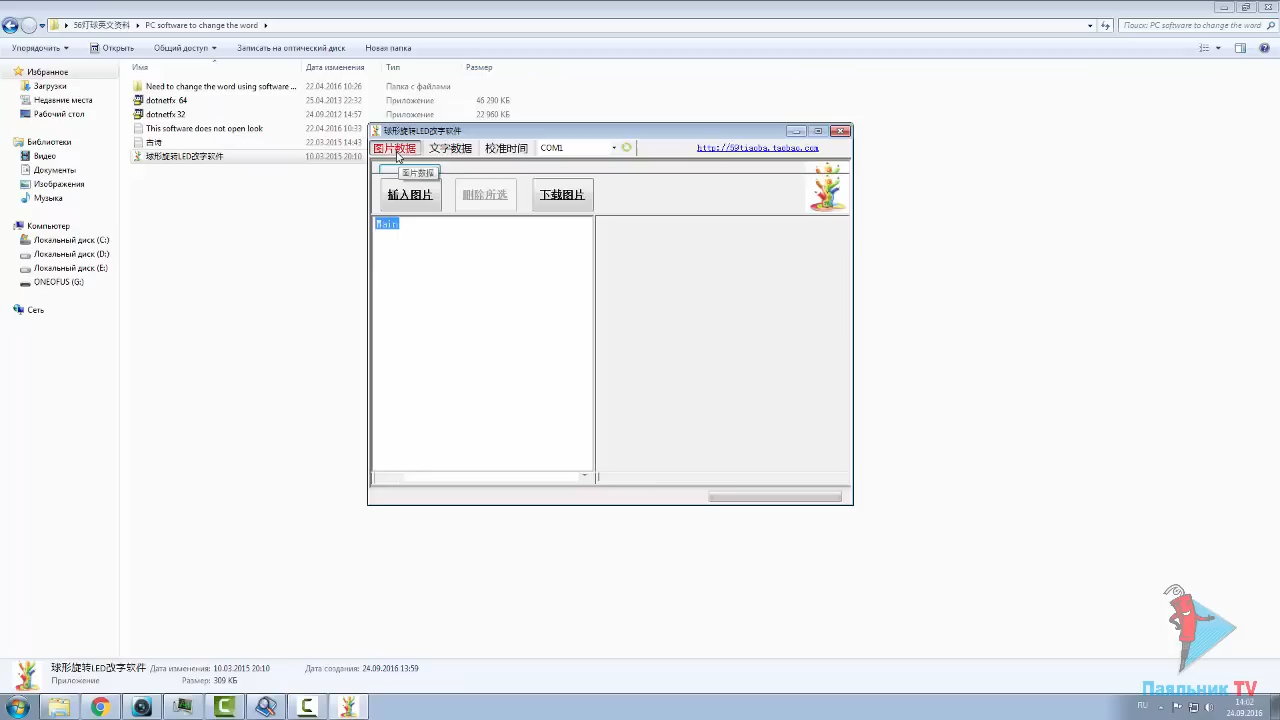 56灯球英文资料 ▸ PC software to change the word ▸
Поиск: PC software to change the word
Упорядочить ▾ Открыть Общий доступ ▾ Записать на оптический диск Новая папка
Имя Дата изменения Тип Размер
Избранное
Загрузки
Недавние места
Рабочий стол
Библиотеки
Видео
Документы
Изображения
Музыка
Компьютер
Локальный диск (C:)
Локальный диск (D:)
Локальный диск (E:)
ONEOFUS (G:)
Сеть
Need to change the word using software ... 22.04.2016 10:26 Папка с файлами
dotnetfx 64 25.04.2013 22:32 Приложение 46 290 КБ
dotnetfx 32 24.09.2012 14:57 Приложение 22 960 КБ
This software does not open look 22.04.2016 10:33
古诗 22.03.2015 14:43
球形旋转LED改字软件 10.03.2015 20:10
球形旋转LED改字软件
图片数据 文字数据 校准时间 COM1
图片数据
插入图片 删除所选 下载图片
Main
球形旋转LED改字软件 Дата изменения: 10.03.2015 20:10 Дата создания: 24.09.2016 13:59
Приложение Размер: 309 КБ
Паяльник TV
RU 14:02
24.09.2016